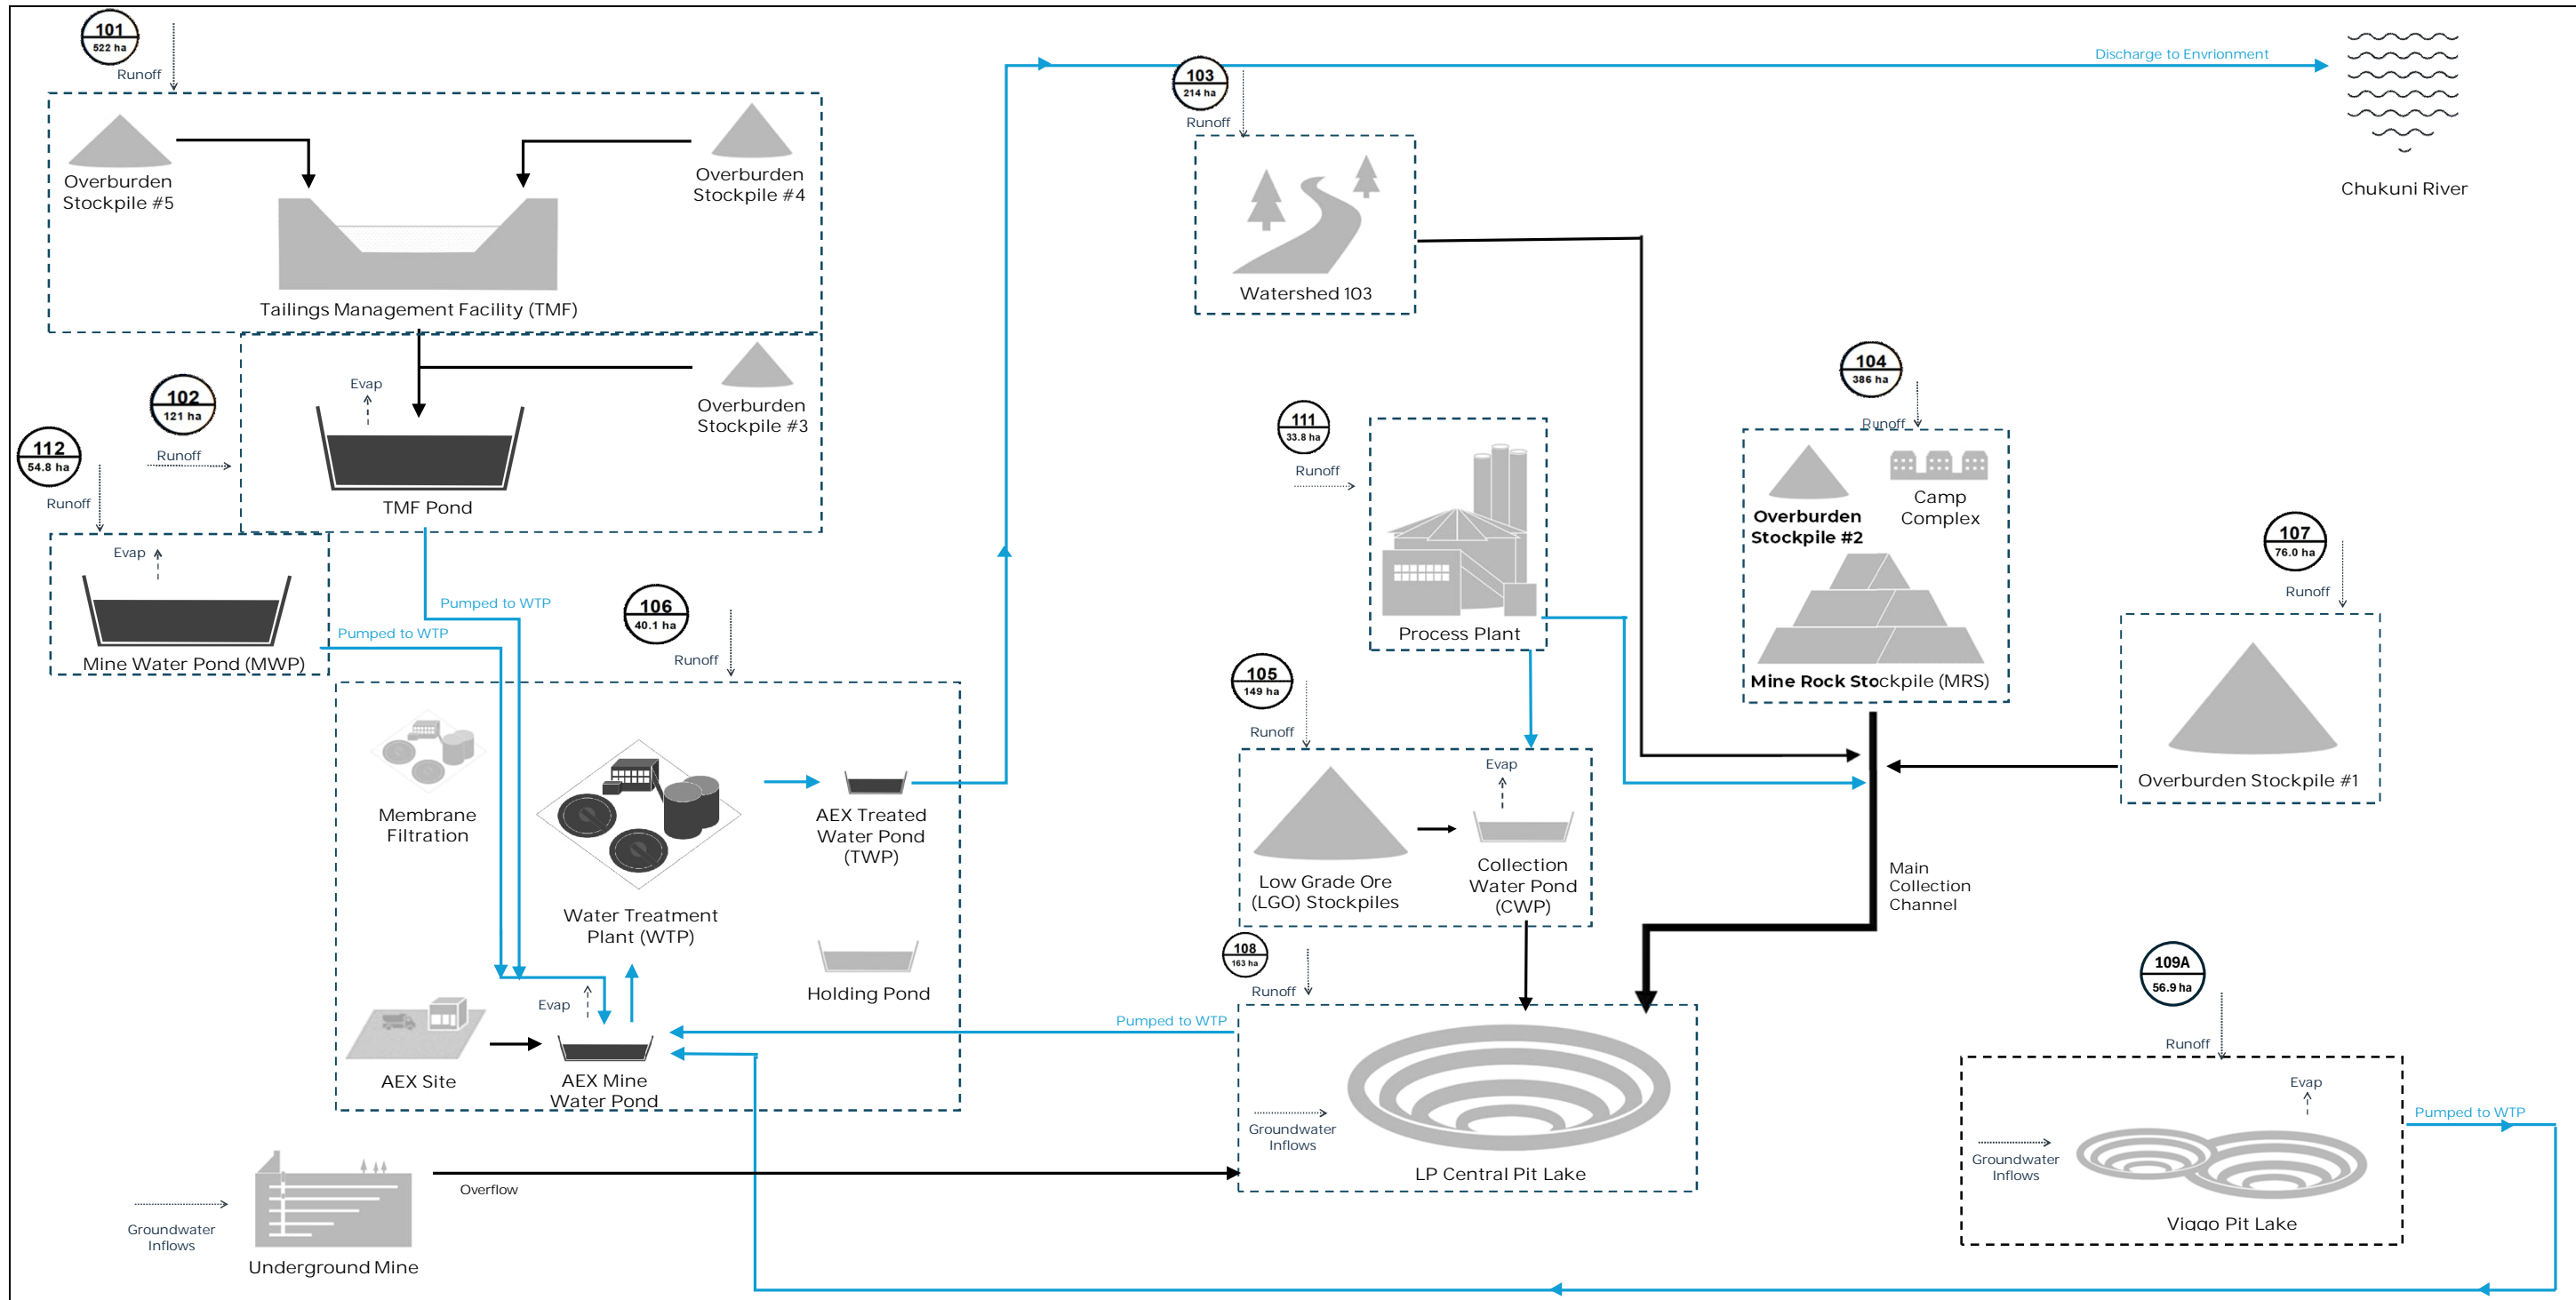 101
522 ha
Runoff
Overburden
Stockpile #5
Overburden
Stockpile #4
Tailings Management Facility (TMF)
102
121 ha
Runoff
Evap
Overburden
Stockpile #3
TMF Pond
112
54.8 ha
Runoff
Evap
Mine Water Pond (MWP)
Pumped to WTP
Pumped to WTP
106
40.1 ha
Runoff
Membrane
Filtration
Water Treatment
Plant (WTP)
AEX Treated
Water Pond
(TWP)
Holding Pond
Evap
AEX Site
AEX Mine
Water Pond
Groundwater
Inflows
Underground Mine
Overflow
103
214 ha
Runoff
Watershed 103
Discharge to Envrionment
Chukuni River
111
33.8 ha
Runoff
Process Plant
104
386 ha
Runoff
Overburden
Stockpile #2
Camp
Complex
Mine Rock Stockpile (MRS)
107
76.0 ha
Runoff
Overburden Stockpile #1
105
149 ha
Runoff
Evap
Low Grade Ore
(LGO) Stockpiles
Collection
Water Pond
(CWP)
Main
Collection
Channel
108
163 ha
Runoff
Pumped to WTP
Groundwater
Inflows
LP Central Pit Lake
109A
56.9 ha
Runoff
Evap
Groundwater
Inflows
Viggo Pit Lake
Pumped to WTP